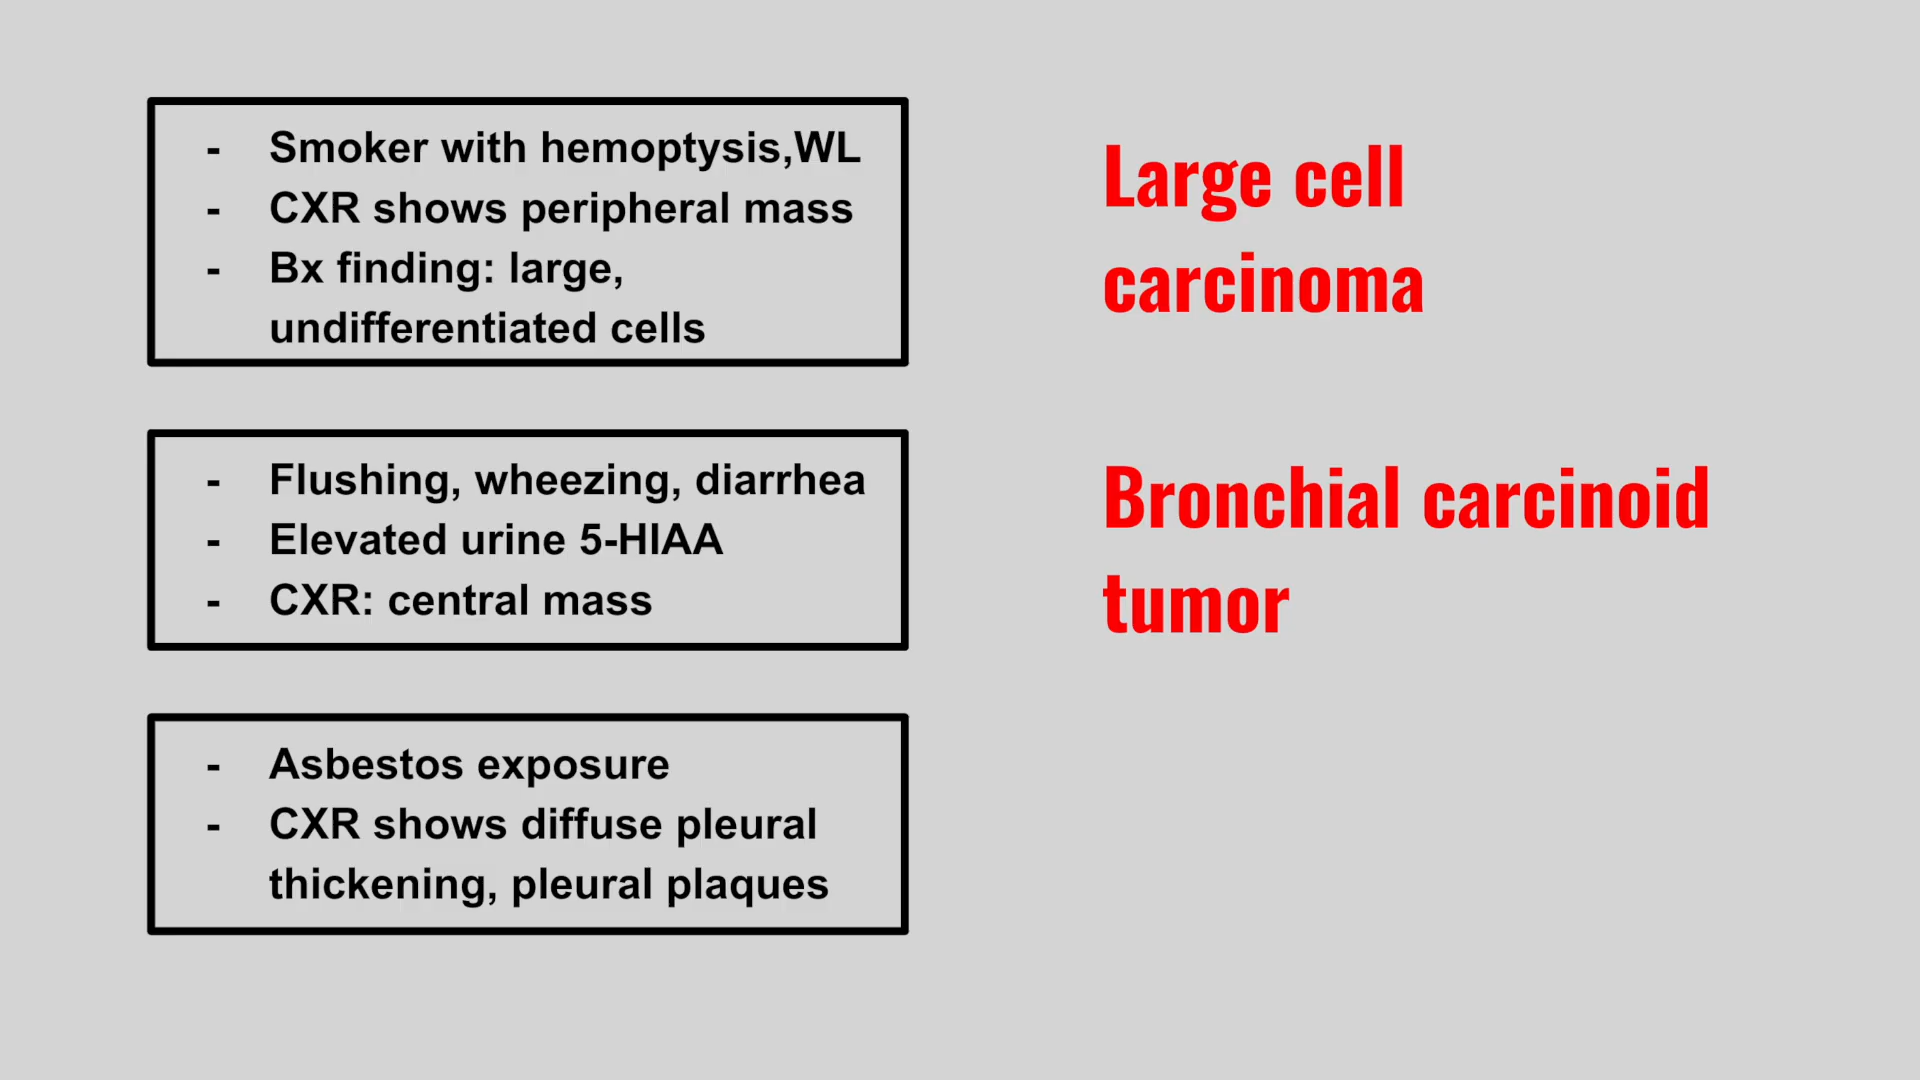 - Smoker with hemoptysis,WL
- CXR shows peripheral mass
- Bx finding: large,
undifferentiated cells
Large cell
carcinoma
- Flushing, wheezing, diarrhea
- Elevated urine 5-HIAA
- CXR: central mass
Bronchial carcinoid
tumor
- Asbestos exposure
- CXR shows diffuse pleural
thickening, pleural plaques